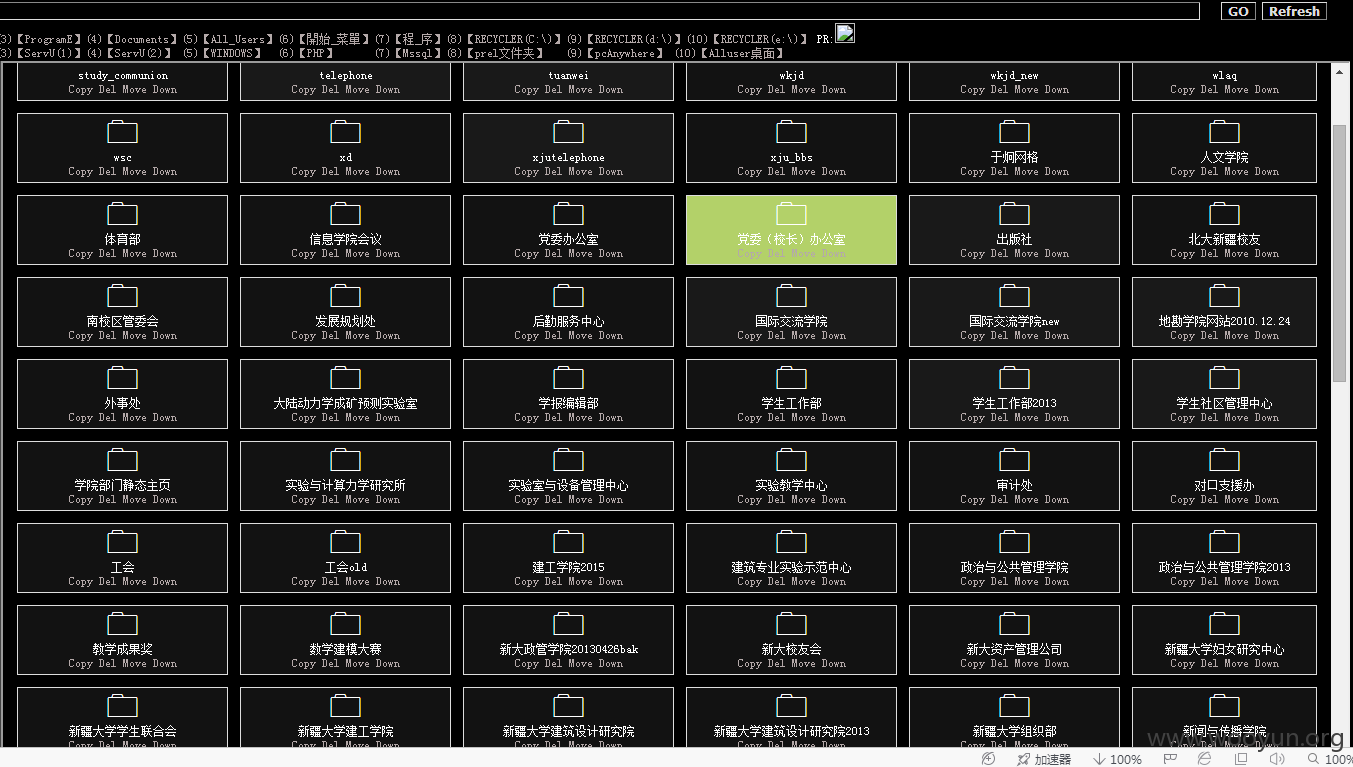 GO Refresh
3)【ProgramE】(4)【Documents】(5)【All_Users】(6)【開始_菜單】(7)【程_序】(8)【RECYCLER(C:\)】(9)【RECYCLER(d:\)】(10)【RECYCLER(e:\)】 PR:
3)【ServU(1)】(4)【ServU(2)】 (5)【WINDOWS】 (6)【PHP】 (7)【Mssql】(8)【prel文件夹】 (9)【pcAnywhere】 (10)【Alluser桌面】
study_communion telephone tuanwei wkjd wkjd_new wlaq
Copy Del Move Down Copy Del Move Down Copy Del Move Down Copy Del Move Down Copy Del Move Down Copy Del Move Down
wsc xd xjutelephone xju_bbs 于炯网格 人文学院
Copy Del Move Down Copy Del Move Down Copy Del Move Down Copy Del Move Down Copy Del Move Down Copy Del Move Down
体育部 信息学院会议 党委办公室 党委（校长）办公室 出版社 北大新疆校友
Copy Del Move Down Copy Del Move Down Copy Del Move Down Copy Del Move Down Copy Del Move Down Copy Del Move Down
南校区管委会 发展规划处 后勤服务中心 国际交流学院 国际交流学院new 地勘学院网站2010.12.24
Copy Del Move Down Copy Del Move Down Copy Del Move Down Copy Del Move Down Copy Del Move Down Copy Del Move Down
外事处 大陆动力学成矿预测实验室 学报编辑部 学生工作部 学生工作部2013 学生社区管理中心
Copy Del Move Down Copy Del Move Down Copy Del Move Down Copy Del Move Down Copy Del Move Down Copy Del Move Down
学院部门静态主页 实验与计算力学研究所 实验室与设备管理中心 实验教学中心 审计处 对口支援办
Copy Del Move Down Copy Del Move Down Copy Del Move Down Copy Del Move Down Copy Del Move Down Copy Del Move Down
工会 工会old 建工学院2015 建筑专业实验示范中心 政治与公共管理学院 政治与公共管理学院2013
Copy Del Move Down Copy Del Move Down Copy Del Move Down Copy Del Move Down Copy Del Move Down Copy Del Move Down
教学成果奖 数学建模大赛 新大政管学院20130426bak 新大校友会 新大资产管理公司 新疆大学妇女研究中心
Copy Del Move Down Copy Del Move Down Copy Del Move Down Copy Del Move Down Copy Del Move Down Copy Del Move Down
新疆大学学生联合会 新疆大学建工学院 新疆大学建筑设计研究院 新疆大学建筑设计研究院2013 新疆大学组织部 新闻与传播学院
Copy Del Move Down Copy Del Move Down Copy Del Move Down Copy Del Move Down Copy Del Move Down Copy Del Move Down
www.wooyun.org
加速器 100% 100%